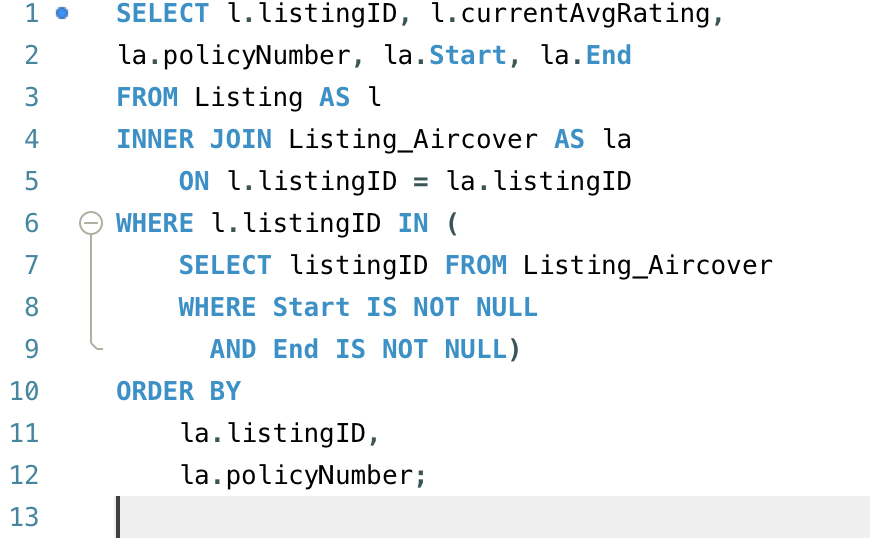 1 SELECT l.listingID, l.currentAvgRating,
2 la.policyNumber, la.Start, la.End
3 FROM Listing AS l
4 INNER JOIN Listing_Aircover AS la
5     ON l.listingID = la.listingID
6 WHERE l.listingID IN (
7     SELECT listingID FROM Listing_Aircover
8     WHERE Start IS NOT NULL
9       AND End IS NOT NULL)
10 ORDER BY
11     la.listingID,
12     la.policyNumber;
13